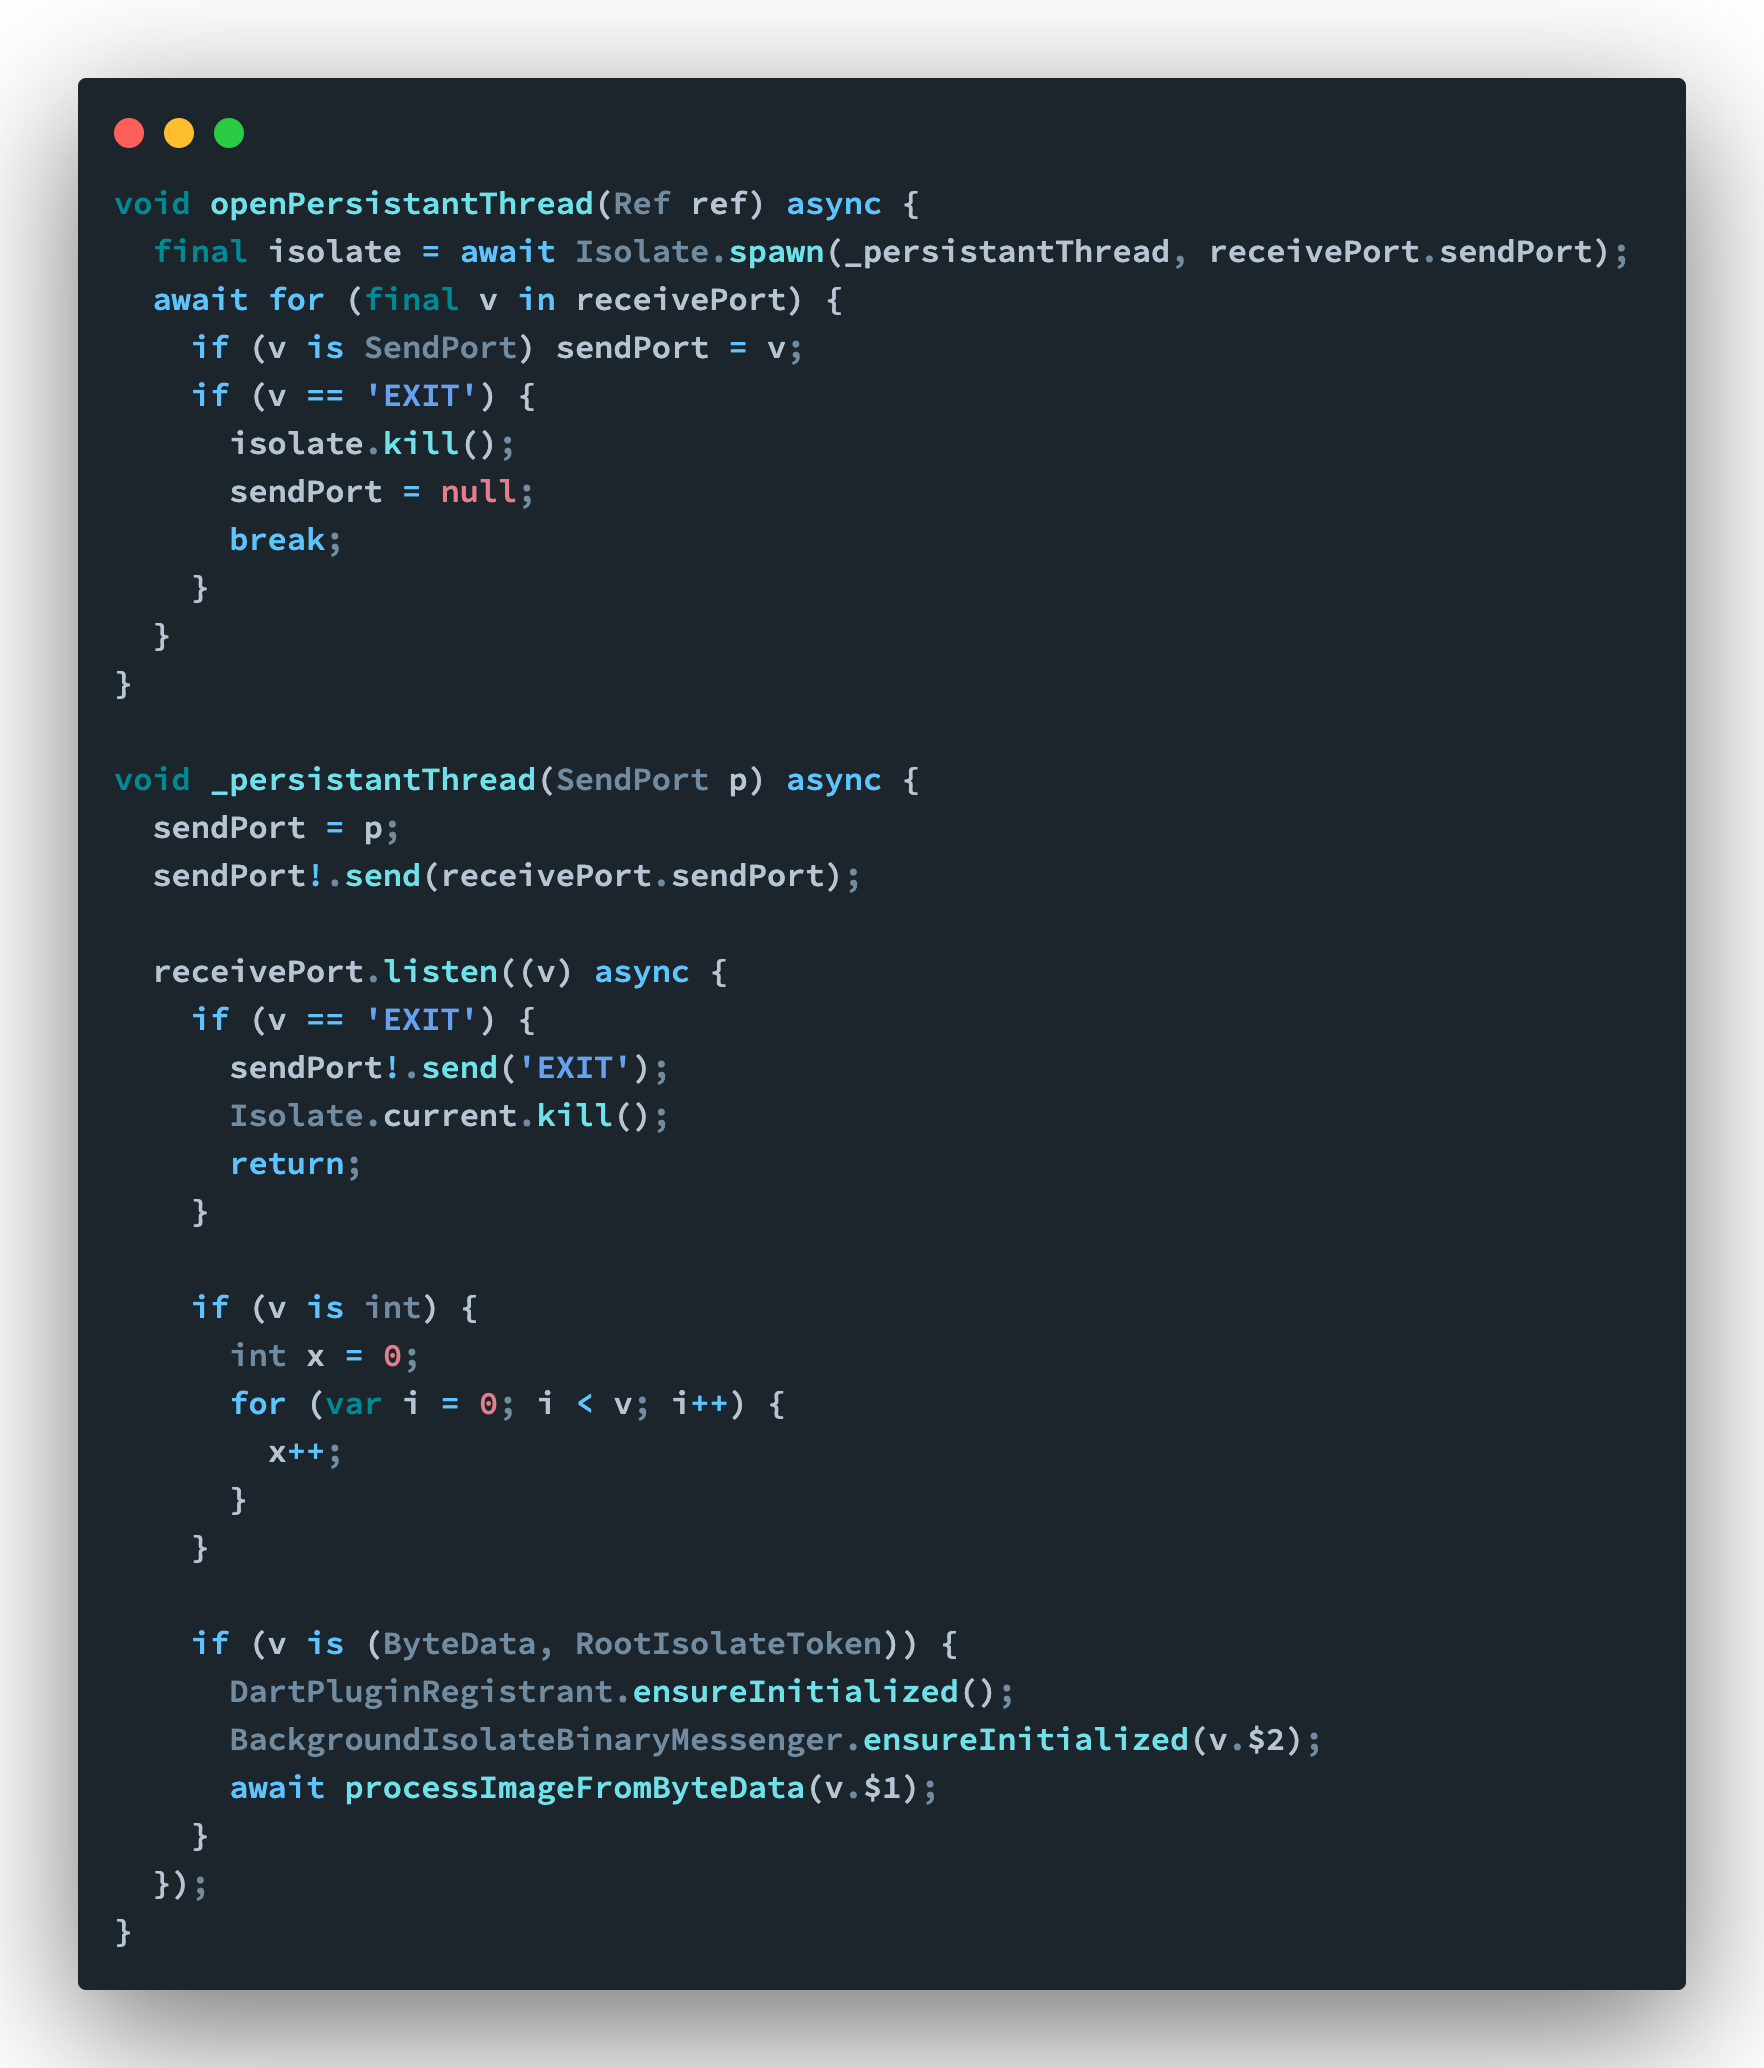 void openPersistantThread(Ref ref) async {
  final isolate = await Isolate.spawn(_persistantThread, receivePort.sendPort);
  await for (final v in receivePort) {
    if (v is SendPort) sendPort = v;
    if (v == 'EXIT') {
      isolate.kill();
      sendPort = null;
      break;
    }
  }
}

void _persistantThread(SendPort p) async {
  sendPort = p;
  sendPort!.send(receivePort.sendPort);

  receivePort.listen((v) async {
    if (v == 'EXIT') {
      sendPort!.send('EXIT');
      Isolate.current.kill();
      return;
    }

    if (v is int) {
      int x = 0;
      for (var i = 0; i < v; i++) {
        x++;
      }
    }

    if (v is (ByteData, RootIsolateToken)) {
      DartPluginRegistrant.ensureInitialized();
      BackgroundIsolateBinaryMessenger.ensureInitialized(v.$2);
      await processImageFromByteData(v.$1);
    }
  });
}